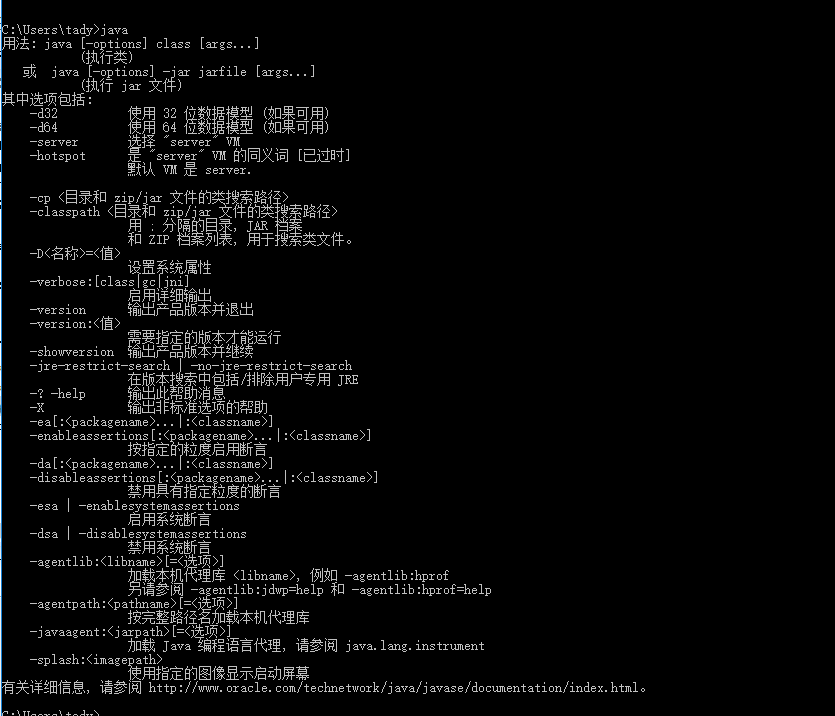 C:\Users\tady>java
用法: java [-options] class [args...]
(执行类)
或 java [-options] -jar jarfile [args...]
(执行 jar 文件)
其中选项包括:
-d32 使用 32 位数据模型 (如果可用)
-d64 使用 64 位数据模型 (如果可用)
-server 选择 "server" VM
-hotspot 是 "server" VM 的同义词 [已过时]
默认 VM 是 server.
-cp <目录和 zip/jar 文件的类搜索路径>
-classpath <目录和 zip/jar 文件的类搜索路径>
用 ; 分隔的目录, JAR 档案
和 ZIP 档案列表, 用于搜索类文件。
-D<名称>=<值>
设置系统属性
-verbose:[class|gc|jni]
启用详细输出
-version 输出产品版本并退出
-version:<值>
需要指定的版本才能运行
-showversion 输出产品版本并继续
-jre-restrict-search | -no-jre-restrict-search
在版本搜索中包括/排除用户专用 JRE
-? -help 输出此帮助消息
-X 输出非标准选项的帮助
-ea[:<packagename>...|:<classname>]
-enableassertions[:<packagename>...|:<classname>]
按指定的粒度启用断言
-da[:<packagename>...|:<classname>]
-disableassertions[:<packagename>...|:<classname>]
禁用具有指定粒度的断言
-esa | -enablesystemassertions
启用系统断言
-dsa | -disablesystemassertions
禁用系统断言
-agentlib:<libname>[=<选项>]
加载本机代理库 <libname>, 例如 -agentlib:hprof
另请参阅 -agentlib:jdwp=help 和 -agentlib:hprof=help
-agentpath:<pathname>[=<选项>]
按完整路径名加载本机代理库
-javaagent:<jarpath>[=<选项>]
加载 Java 编程语言代理, 请参阅 java.lang.instrument
-splash:<imagepath>
使用指定的图像显示启动屏幕
有关详细信息, 请参阅 http://www.oracle.com/technetwork/java/javase/documentation/index.html。
C:\Users\tady>